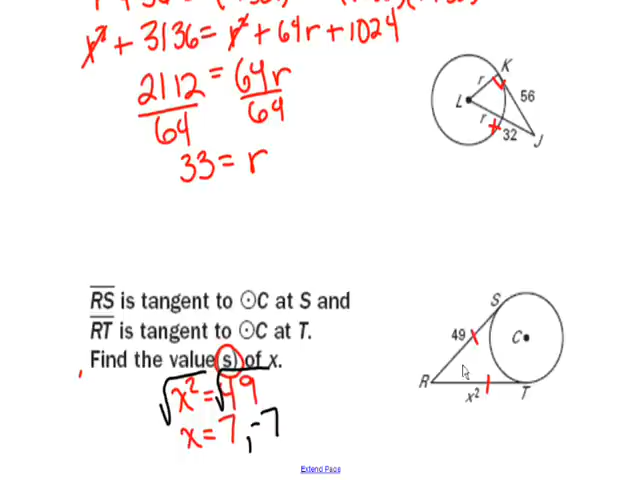 x² + 3136 = r² + 64r + 1024
2112 = 64r
64 64
33 = r
K
r
56
L
r
32
J
RS is tangent to ⊙C at S and
RT is tangent to ⊙C at T.
Find the value(s) of x.
√x² = √49
x = 7, -7
S
49
C
R
x²
T
Extend Page